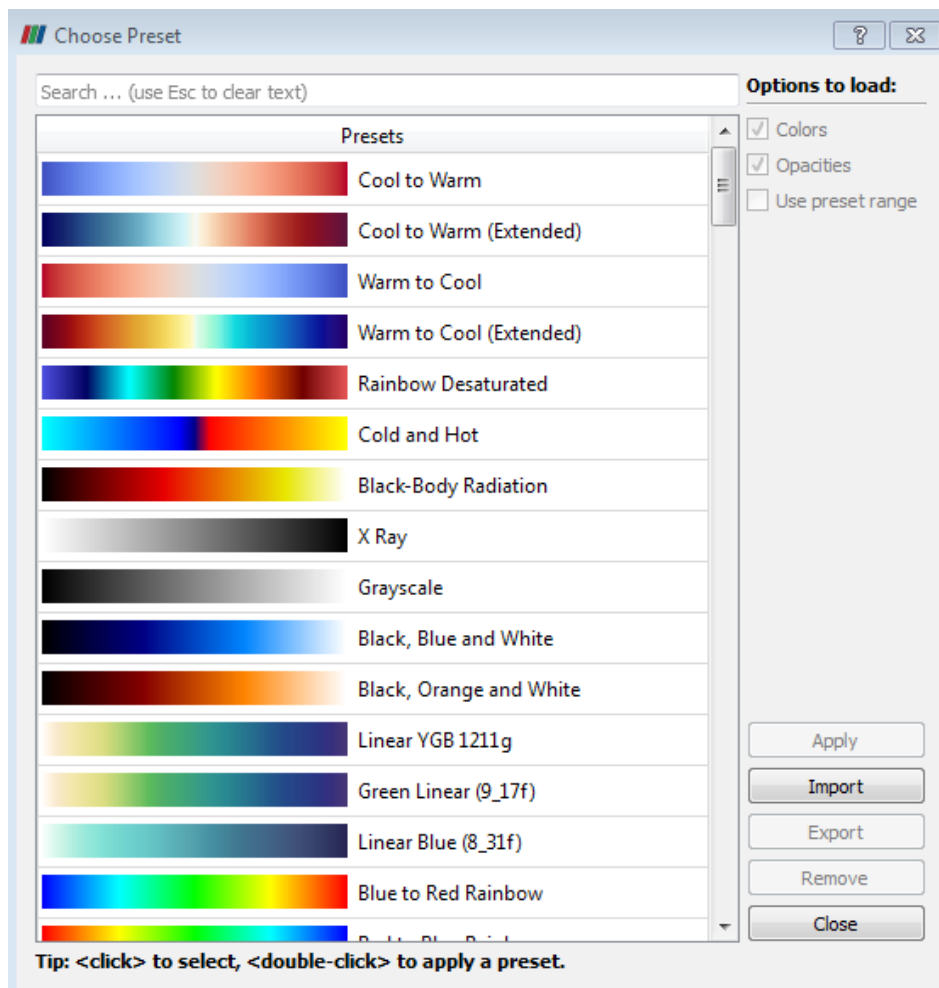 Choose Preset
Search ... (use Esc to clear text)
Options to load:
Presets
Colors
Opacities
Use preset range
Cool to Warm
Cool to Warm (Extended)
Warm to Cool
Warm to Cool (Extended)
Rainbow Desaturated
Cold and Hot
Black-Body Radiation
X Ray
Grayscale
Black, Blue and White
Black, Orange and White
Linear YGB 1211g
Green Linear (9_17f)
Linear Blue (8_31f)
Blue to Red Rainbow
Apply
Import
Export
Remove
Close
Tip: <click> to select, <double-click> to apply a preset.